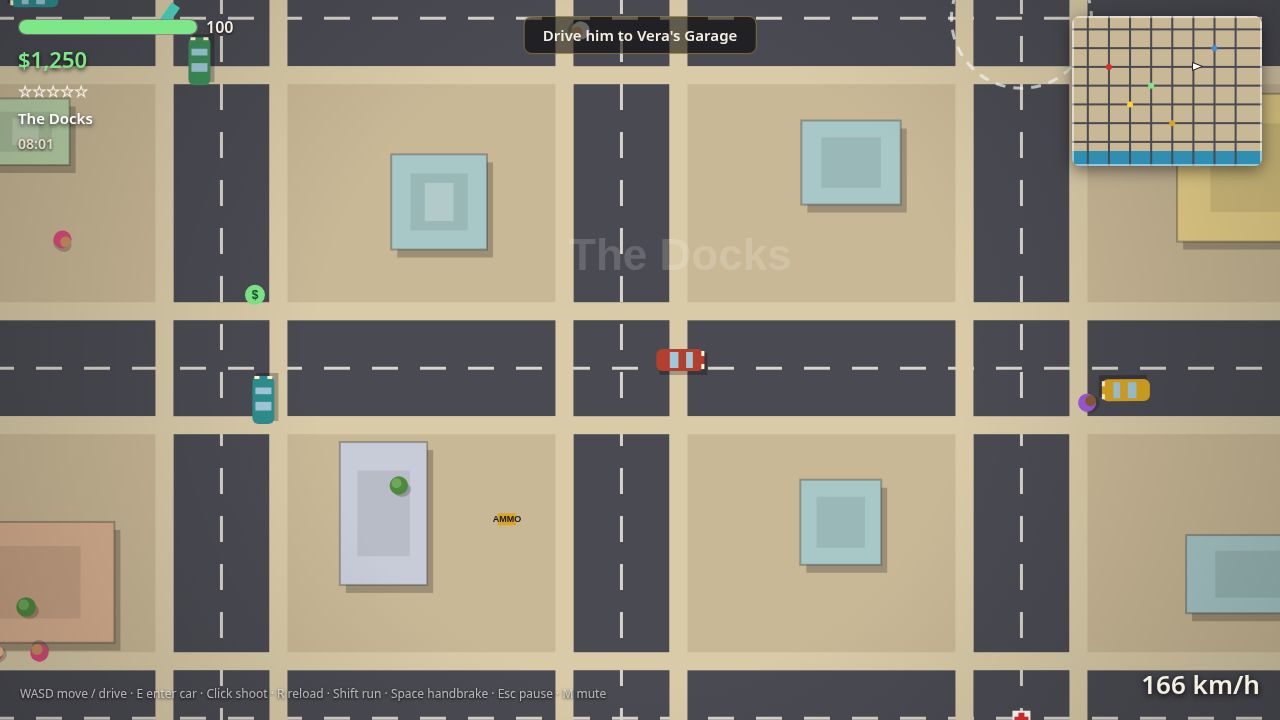 Drive him to Vera's Garage
100
$1,250
☆☆☆☆☆
The Docks
08:01
The Docks
$
AMMO
WASD move / drive · E enter car · Click shoot · R reload · Shift run · Space handbrake · Esc pause · M mute
166 km/h